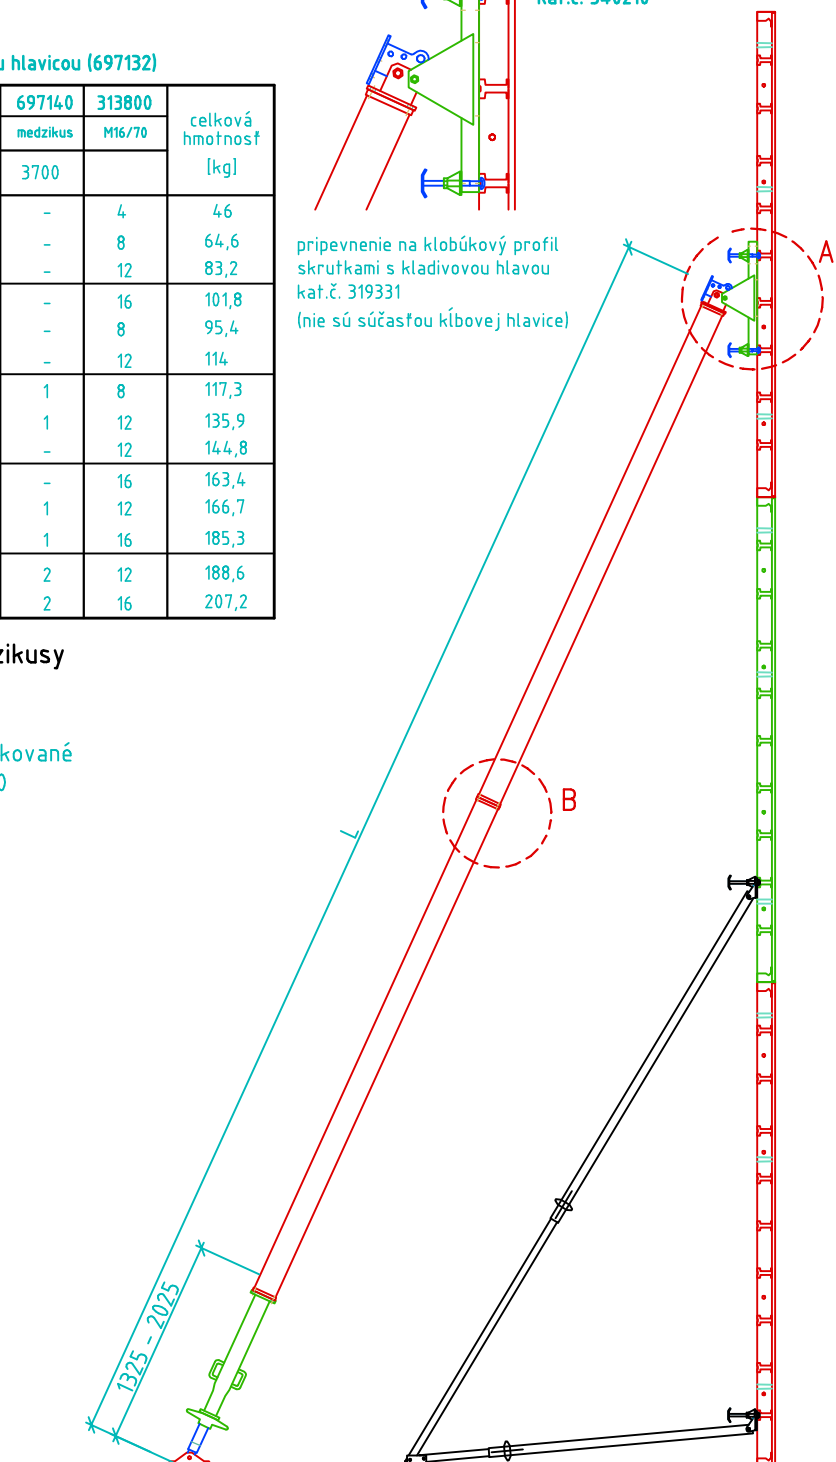 u hlavicou (697132)
697140 313800 celková hmotnosť [kg]
medzikus M16/70
3700
- 4 46
- 8 64,6
- 12 83,2
- 16 101,8
- 8 95,4
- 12 114
1 8 117,3
1 12 135,9
- 12 144,8
- 16 163,4
1 12 166,7
1 16 185,3
2 12 188,6
2 16 207,2
zikusy
kované
pripevnenie na klobúkový profil
skrutkami s kladivovou hlavou
kat.č. 319331
(nie sú súčasťou kĺbovej hlavice)
A
B
L
1325 - 2025